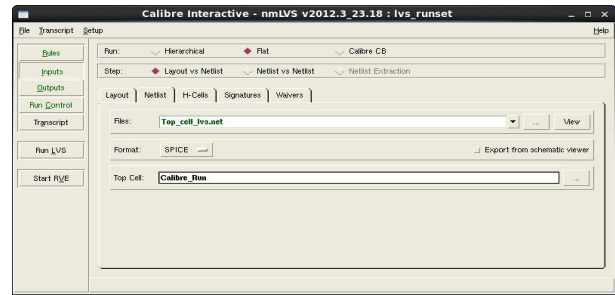 Calibre Interactive - nmLVS v2012.3_23.18 : lvs_runset
File Transcript Setup Help
Rules
Inputs
Outputs
Run Control
Transcript
Run LVS
Start RVE
Run: Hierarchical Flat Calibre CB
Step: Layout vs Netlist Netlist vs Netlist Netlist Extraction
Layout Netlist H-Cells Signatures Waivers
Files: Top_cell_lvs.net ... View
Format: SPICE Export from schematic viewer
Top Cell: Calibre_Run ...